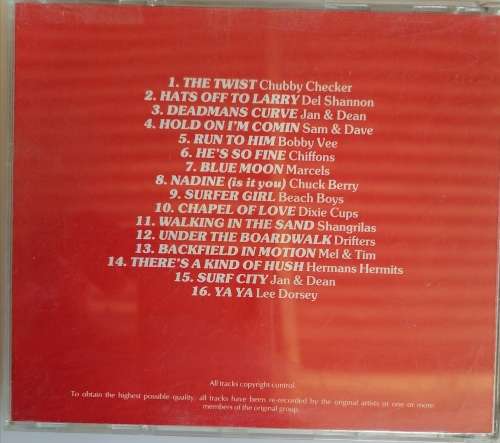 1. THE TWIST Chubby Checker
2. HATS OFF TO LARRY Del Shannon
3. DEADMANS CURVE Jan & Dean
4. HOLD ON I'M COMIN Sam & Dave
5. RUN TO HIM Bobby Vee
6. HE'S SO FINE Chiffons
7. BLUE MOON Marcels
8. NADINE (is it you) Chuck Berry
9. SURFER GIRL Beach Boys
10. CHAPEL OF LOVE Dixie Cups
11. WALKING IN THE SAND Shangrilas
12. UNDER THE BOARDWALK Drifters
13. BACKFIELD IN MOTION Mel & Tim
14. THERE'S A KIND OF HUSH Hermans Hermits
15. SURF CITY Jan & Dean
16. YA YA Lee Dorsey
All tracks copyright control.
To obtain the highest possible quality, all tracks have been re-recorded by the original artists or one or more
members of the original group.